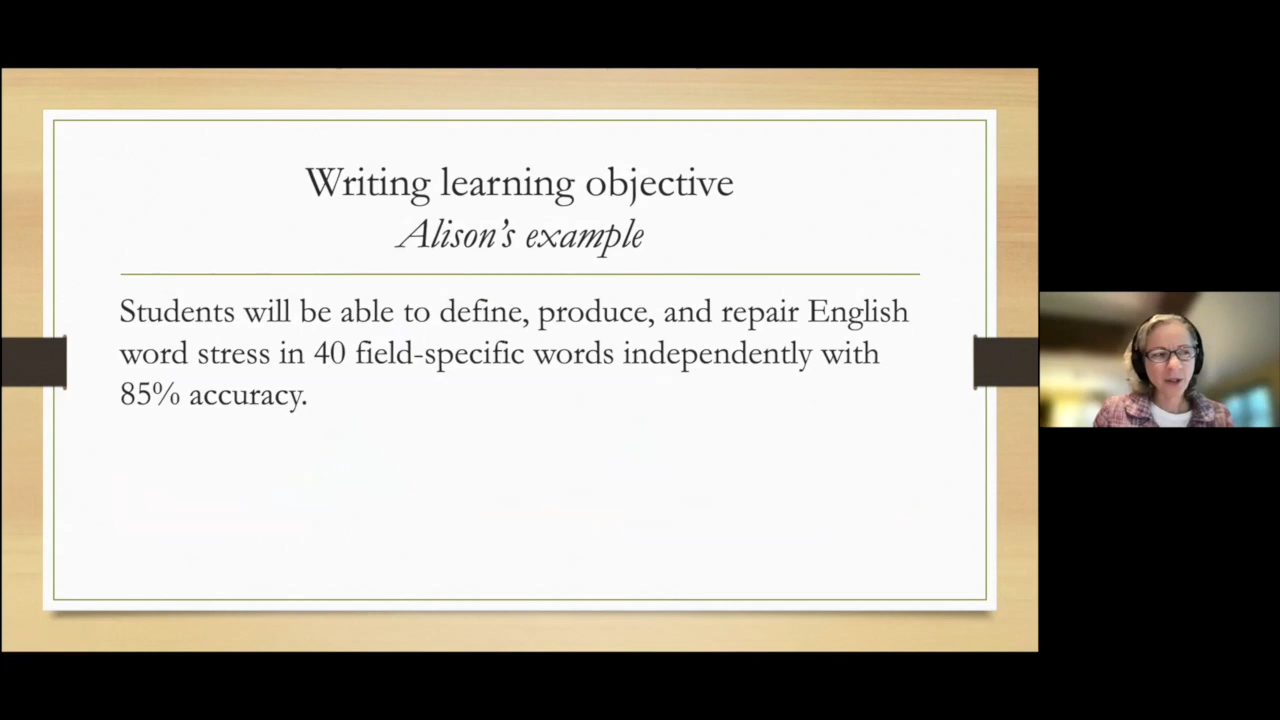 Writing learning objective
Alison's example
Students will be able to define, produce, and repair English
word stress in 40 field-specific words independently with
85% accuracy.